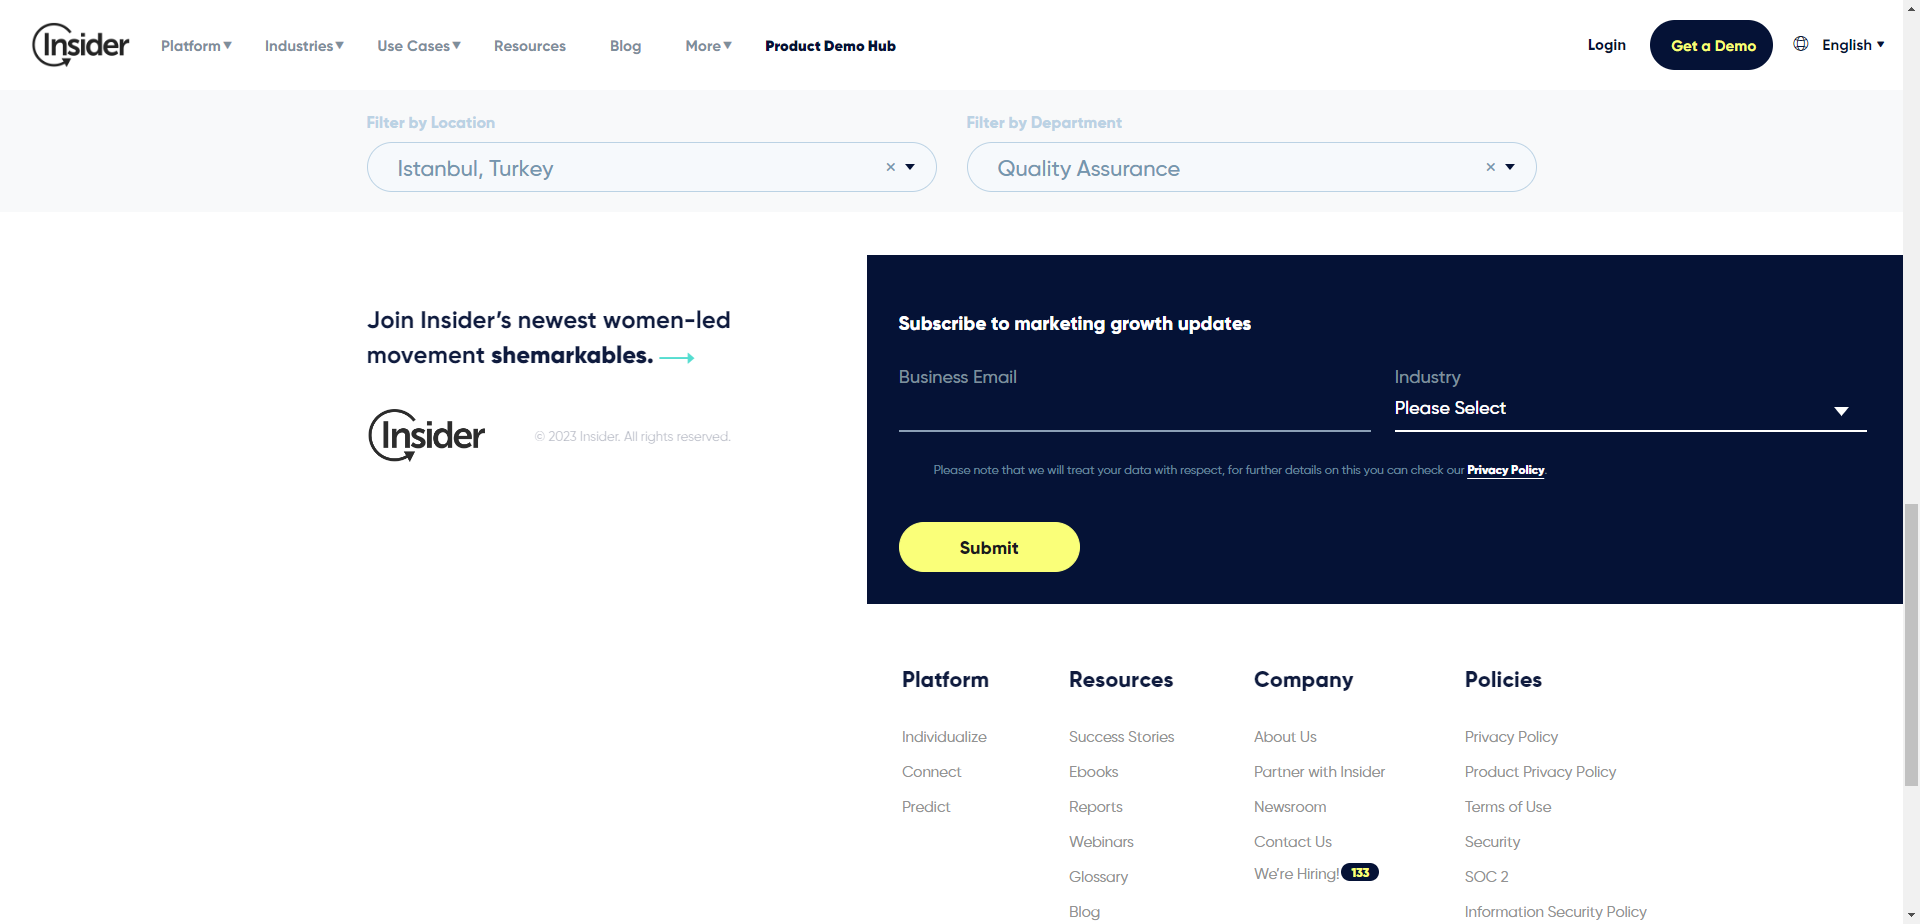 Insider
Platform
Industries
Use Cases
Resources
Blog
More
Product Demo Hub
Login
Get a Demo
English
Filter by Location
Filter by Department
Istanbul, Turkey
×
Quality Assurance
×
Join Insider’s newest women-led
movement shemarkables.
Insider
© 2023 Insider. All rights reserved.
Subscribe to marketing growth updates
Business Email
Industry
Please Select
Please note that we will treat your data with respect, for further details on this you can check our Privacy Policy.
Submit
Platform
Individualize
Connect
Predict
Resources
Success Stories
Ebooks
Reports
Webinars
Glossary
Blog
Company
About Us
Partner with Insider
Newsroom
Contact Us
We’re Hiring! 133
Policies
Privacy Policy
Product Privacy Policy
Terms of Use
Security
SOC 2
Information Security Policy